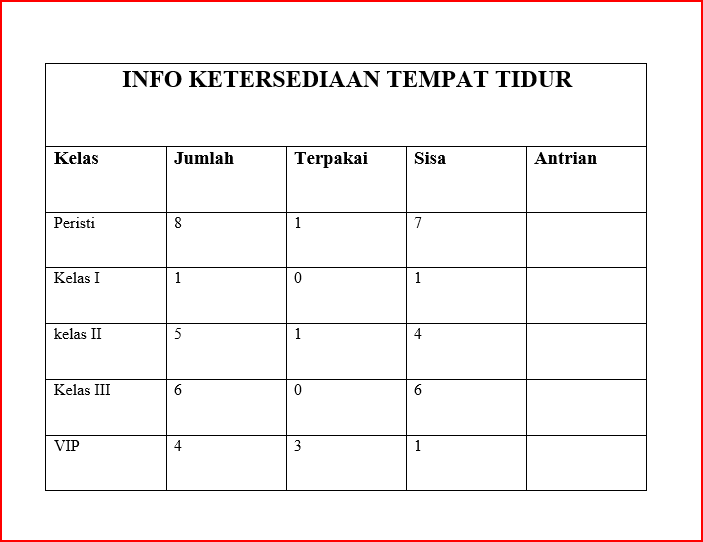 INFO KETERSEDIAAN TEMPAT TIDUR
Kelas Jumlah Terpakai Sisa Antrian
Peristi 8 1 7
Kelas I 1 0 1
kelas II 5 1 4
Kelas III 6 0 6
VIP 4 3 1